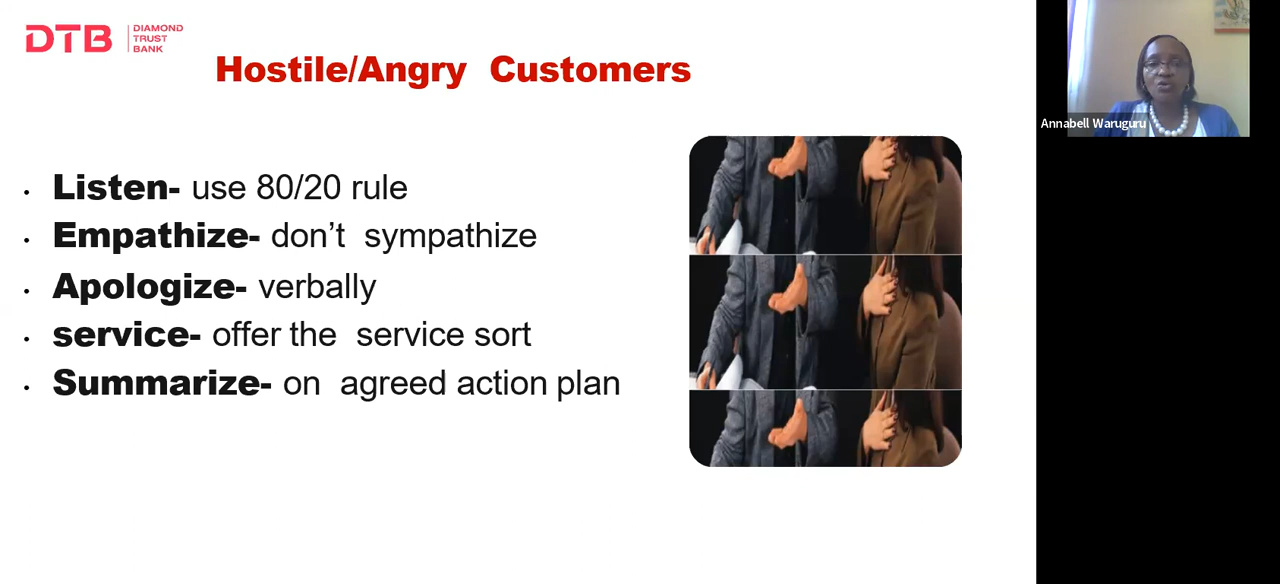 DTB DIAMOND
TRUST
BANK
Hostile/Angry Customers
• Listen- use 80/20 rule
• Empathize- don’t sympathize
• Apologize- verbally
• service- offer the service sort
• Summarize- on agreed action plan
Annabell Waruguru